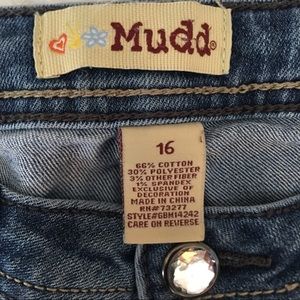 Mudd®
16
66% COTTON
30% POLYESTER
3% OTHER FIBER
1% SPANDEX
EXCLUSIVE OF
DECORATION
MADE IN CHINA
RN#73277
STYLE#GBM14242
CARE ON REVERSE